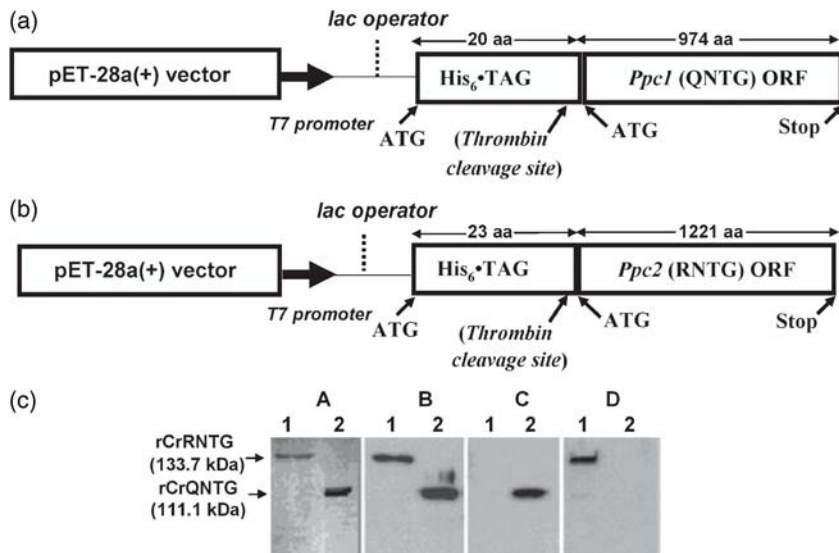 (a)
lac operator
20 aa
974 aa
pET-28a(+) vector
His6•TAG
Ppc1 (QNTG) ORF
T7 promoter
ATG
(Thrombin
cleavage site)
ATG
Stop
(b)
lac operator
23 aa
1221 aa
pET-28a(+) vector
His6•TAG
Ppc2 (RNTG) ORF
T7 promoter
ATG
(Thrombin
cleavage site)
ATG
Stop
(c)
A B C D
1 2 1 2 1 2 1 2
rCrRNTG
(133.7 kDa)
rCrQNTG
(111.1 kDa)